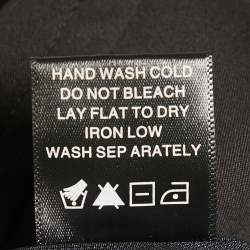 HAND WASH COLD
DO NOT BLEACH
LAY FLAT TO DRY
IRON LOW
WASH SEP ARATELY